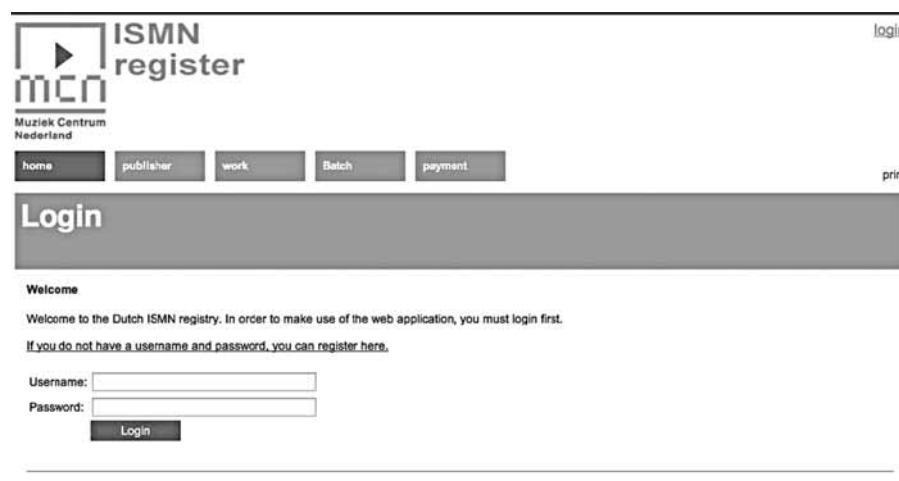 ISMN
register
login
mcn
Muziek Centrum
Nederland
home publisher work Batch payment
Login
Welcome
Welcome to the Dutch ISMN registry. In order to make use of the web application, you must login first.
If you do not have a username and password, you can register here.
Username:
Password:
Login